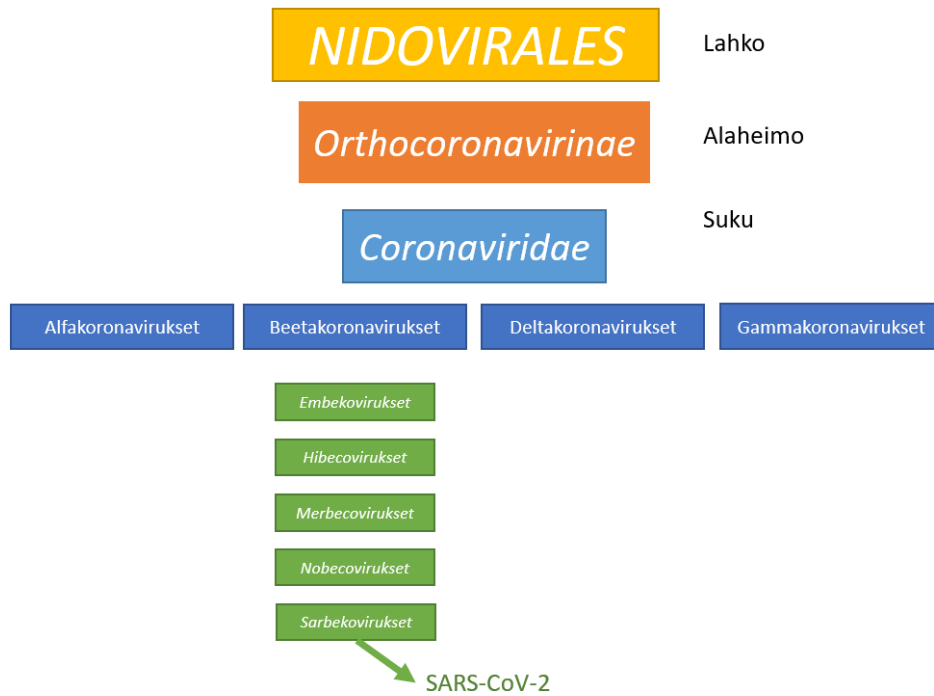 NIDOVIRALES
Lahko
Orthocoronavirinae
Alaheimo
Coronaviridae
Suku
Alfakoronavirukset
Beetakoronavirukset
Deltakoronavirukset
Gammakoronavirukset
Embekovirukset
Hibecovirukset
Merbecovirukset
Nobecovirukset
Sarbekovirukset
SARS-CoV-2